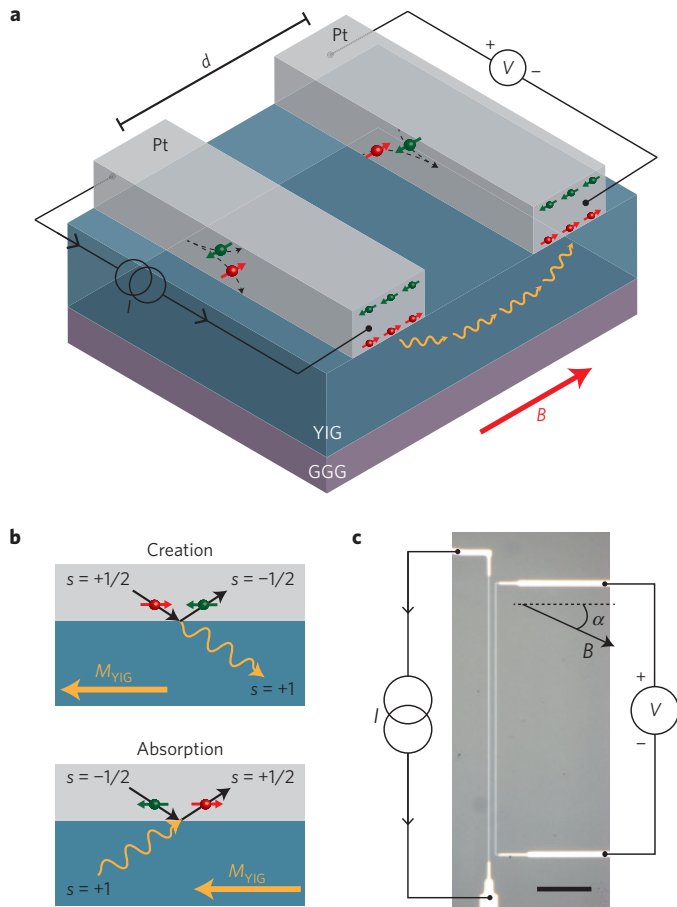 a
Pt
+
V
−
d
Pt
I
B
YIG
GGG
b
Creation
s = +1/2
s = −1/2
M_YIG
s = +1
Absorption
s = −1/2
s = +1/2
s = +1
M_YIG
c
α
B
I
+
V
−